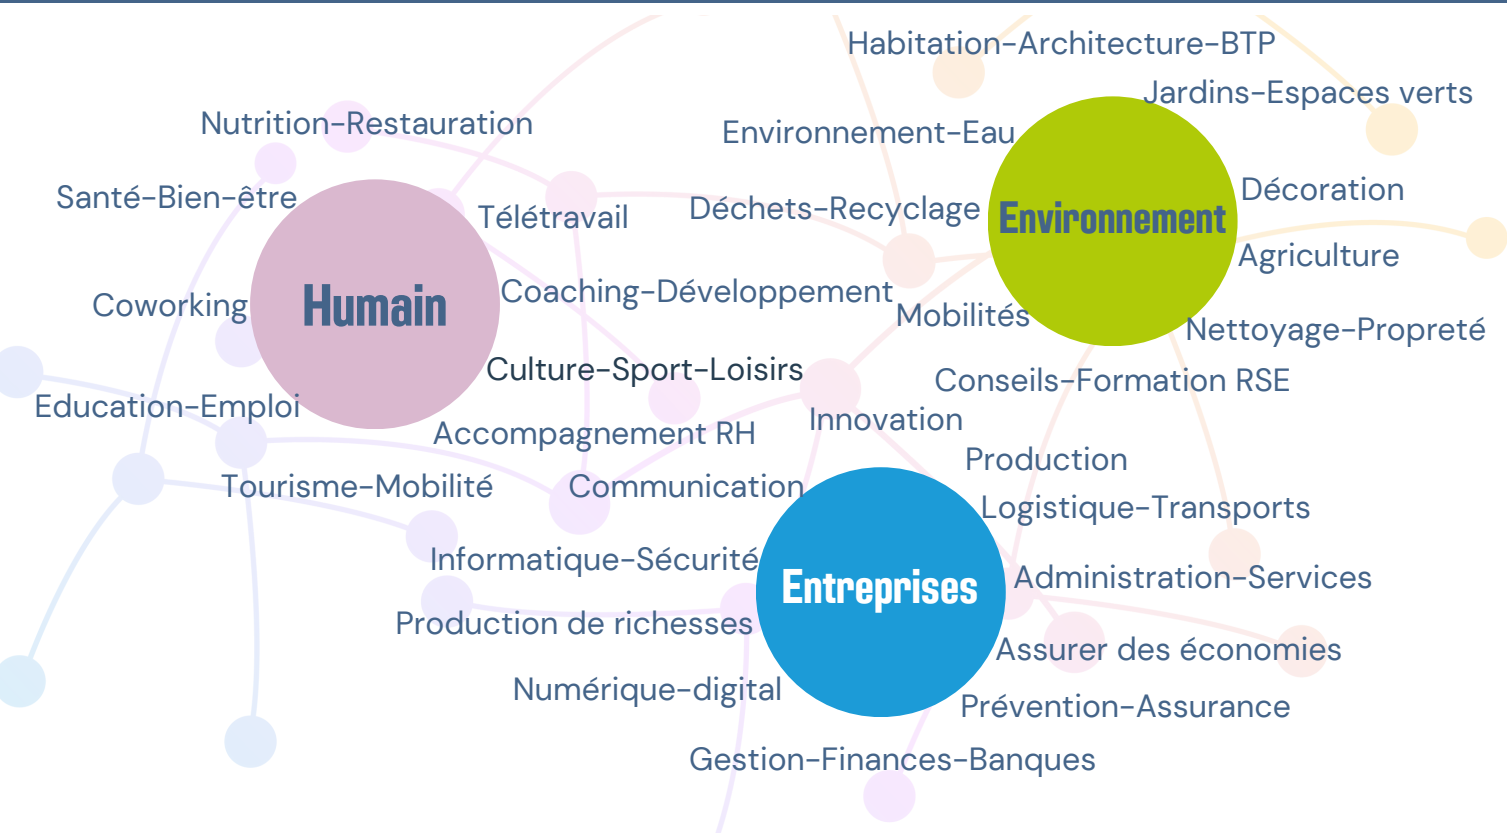 Habitation-Architecture-BTP
Jardins-Espaces verts
Nutrition-Restauration
Environnement-Eau
Santé-Bien-être
Décoration
Télétravail
Déchets-Recyclage
Environnement
Agriculture
Coaching-Développement
Coworking
Humain
Mobilités
Nettoyage-Propreté
Culture-Sport-Loisirs
Conseils-Formation RSE
Education-Emploi
Innovation
Accompagnement RH
Production
Tourisme-Mobilité
Communication
Logistique-Transports
Informatique-Sécurité
Administration-Services
Entreprises
Production de richesses
Assurer des économies
Numérique-digital
Prévention-Assurance
Gestion-Finances-Banques